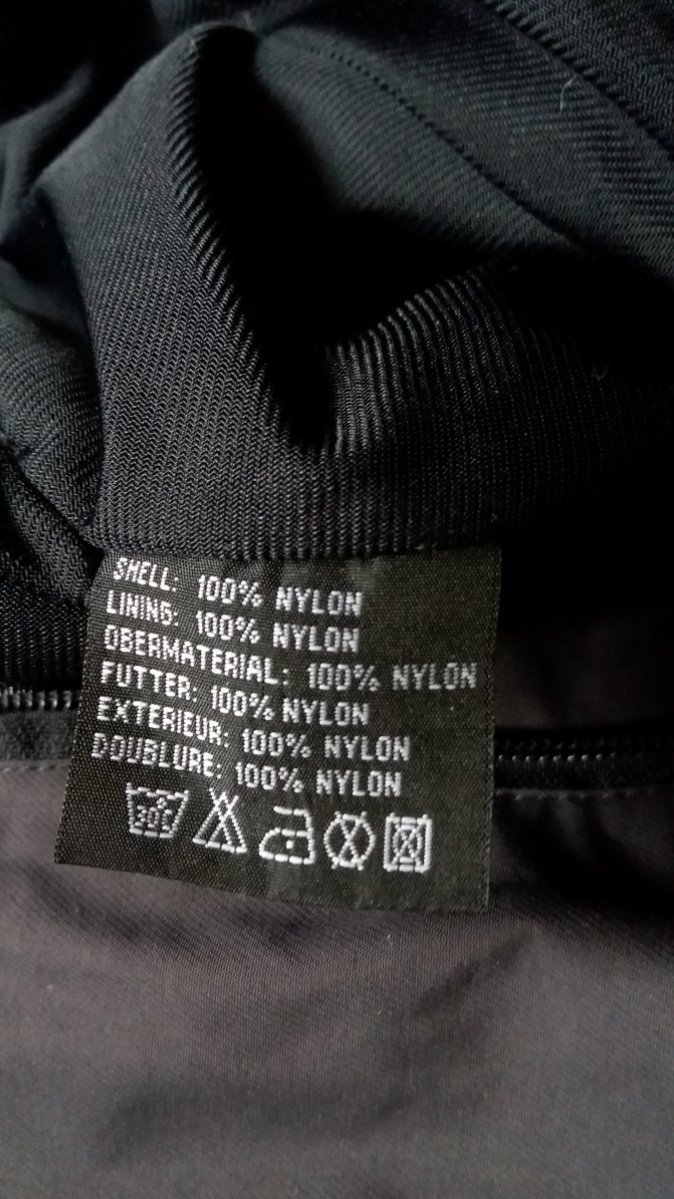 SHELL: 100% NYLON
LINING: 100% NYLON
OBERMATERIAL: 100% NYLON
FUTTER: 100% NYLON
EXTERIEUR: 100% NYLON
DOUBLURE: 100% NYLON